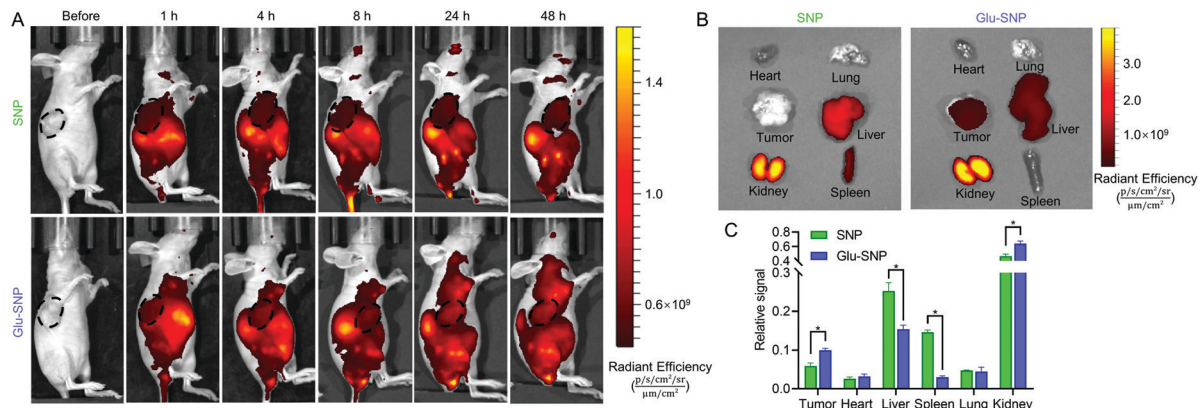 A
Before
1 h
4 h
8 h
24 h
48 h
SNP
Glu-SNP
1.4
1.0
0.6×10⁹
Radiant Efficiency
(p/s/cm²/sr
μm/cm²)
B
SNP
Glu-SNP
Heart
Lung
Tumor
Liver
Kidney
Spleen
Heart
Lung
Tumor
Liver
Kidney
Spleen
3.0
2.0
1.0×10⁹
Radiant Efficiency
(p/s/cm²/sr
μm/cm²)
C
SNP
Glu-SNP
Relative signal
0.8
0.6
0.4
0.3
0.2
0.1
0.0
*
*
*
*
Tumor Heart Liver Spleen Lung Kidney